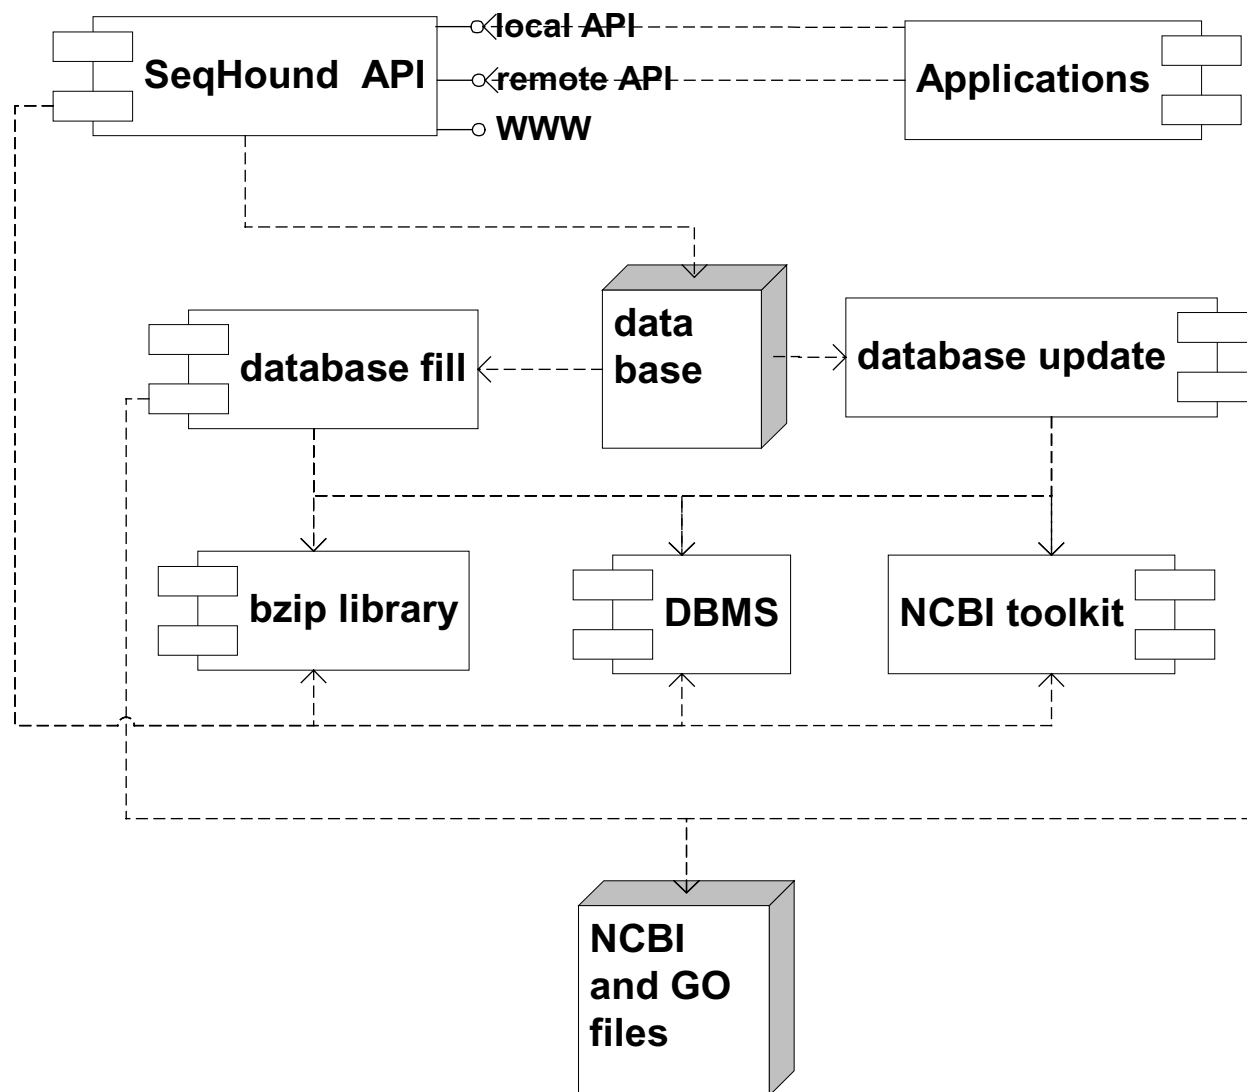 local API
SeqHound API
remote API
Applications
WWW
data
base
database fill
database update
bzip library
DBMS
NCBI toolkit
NCBI
and GO
files